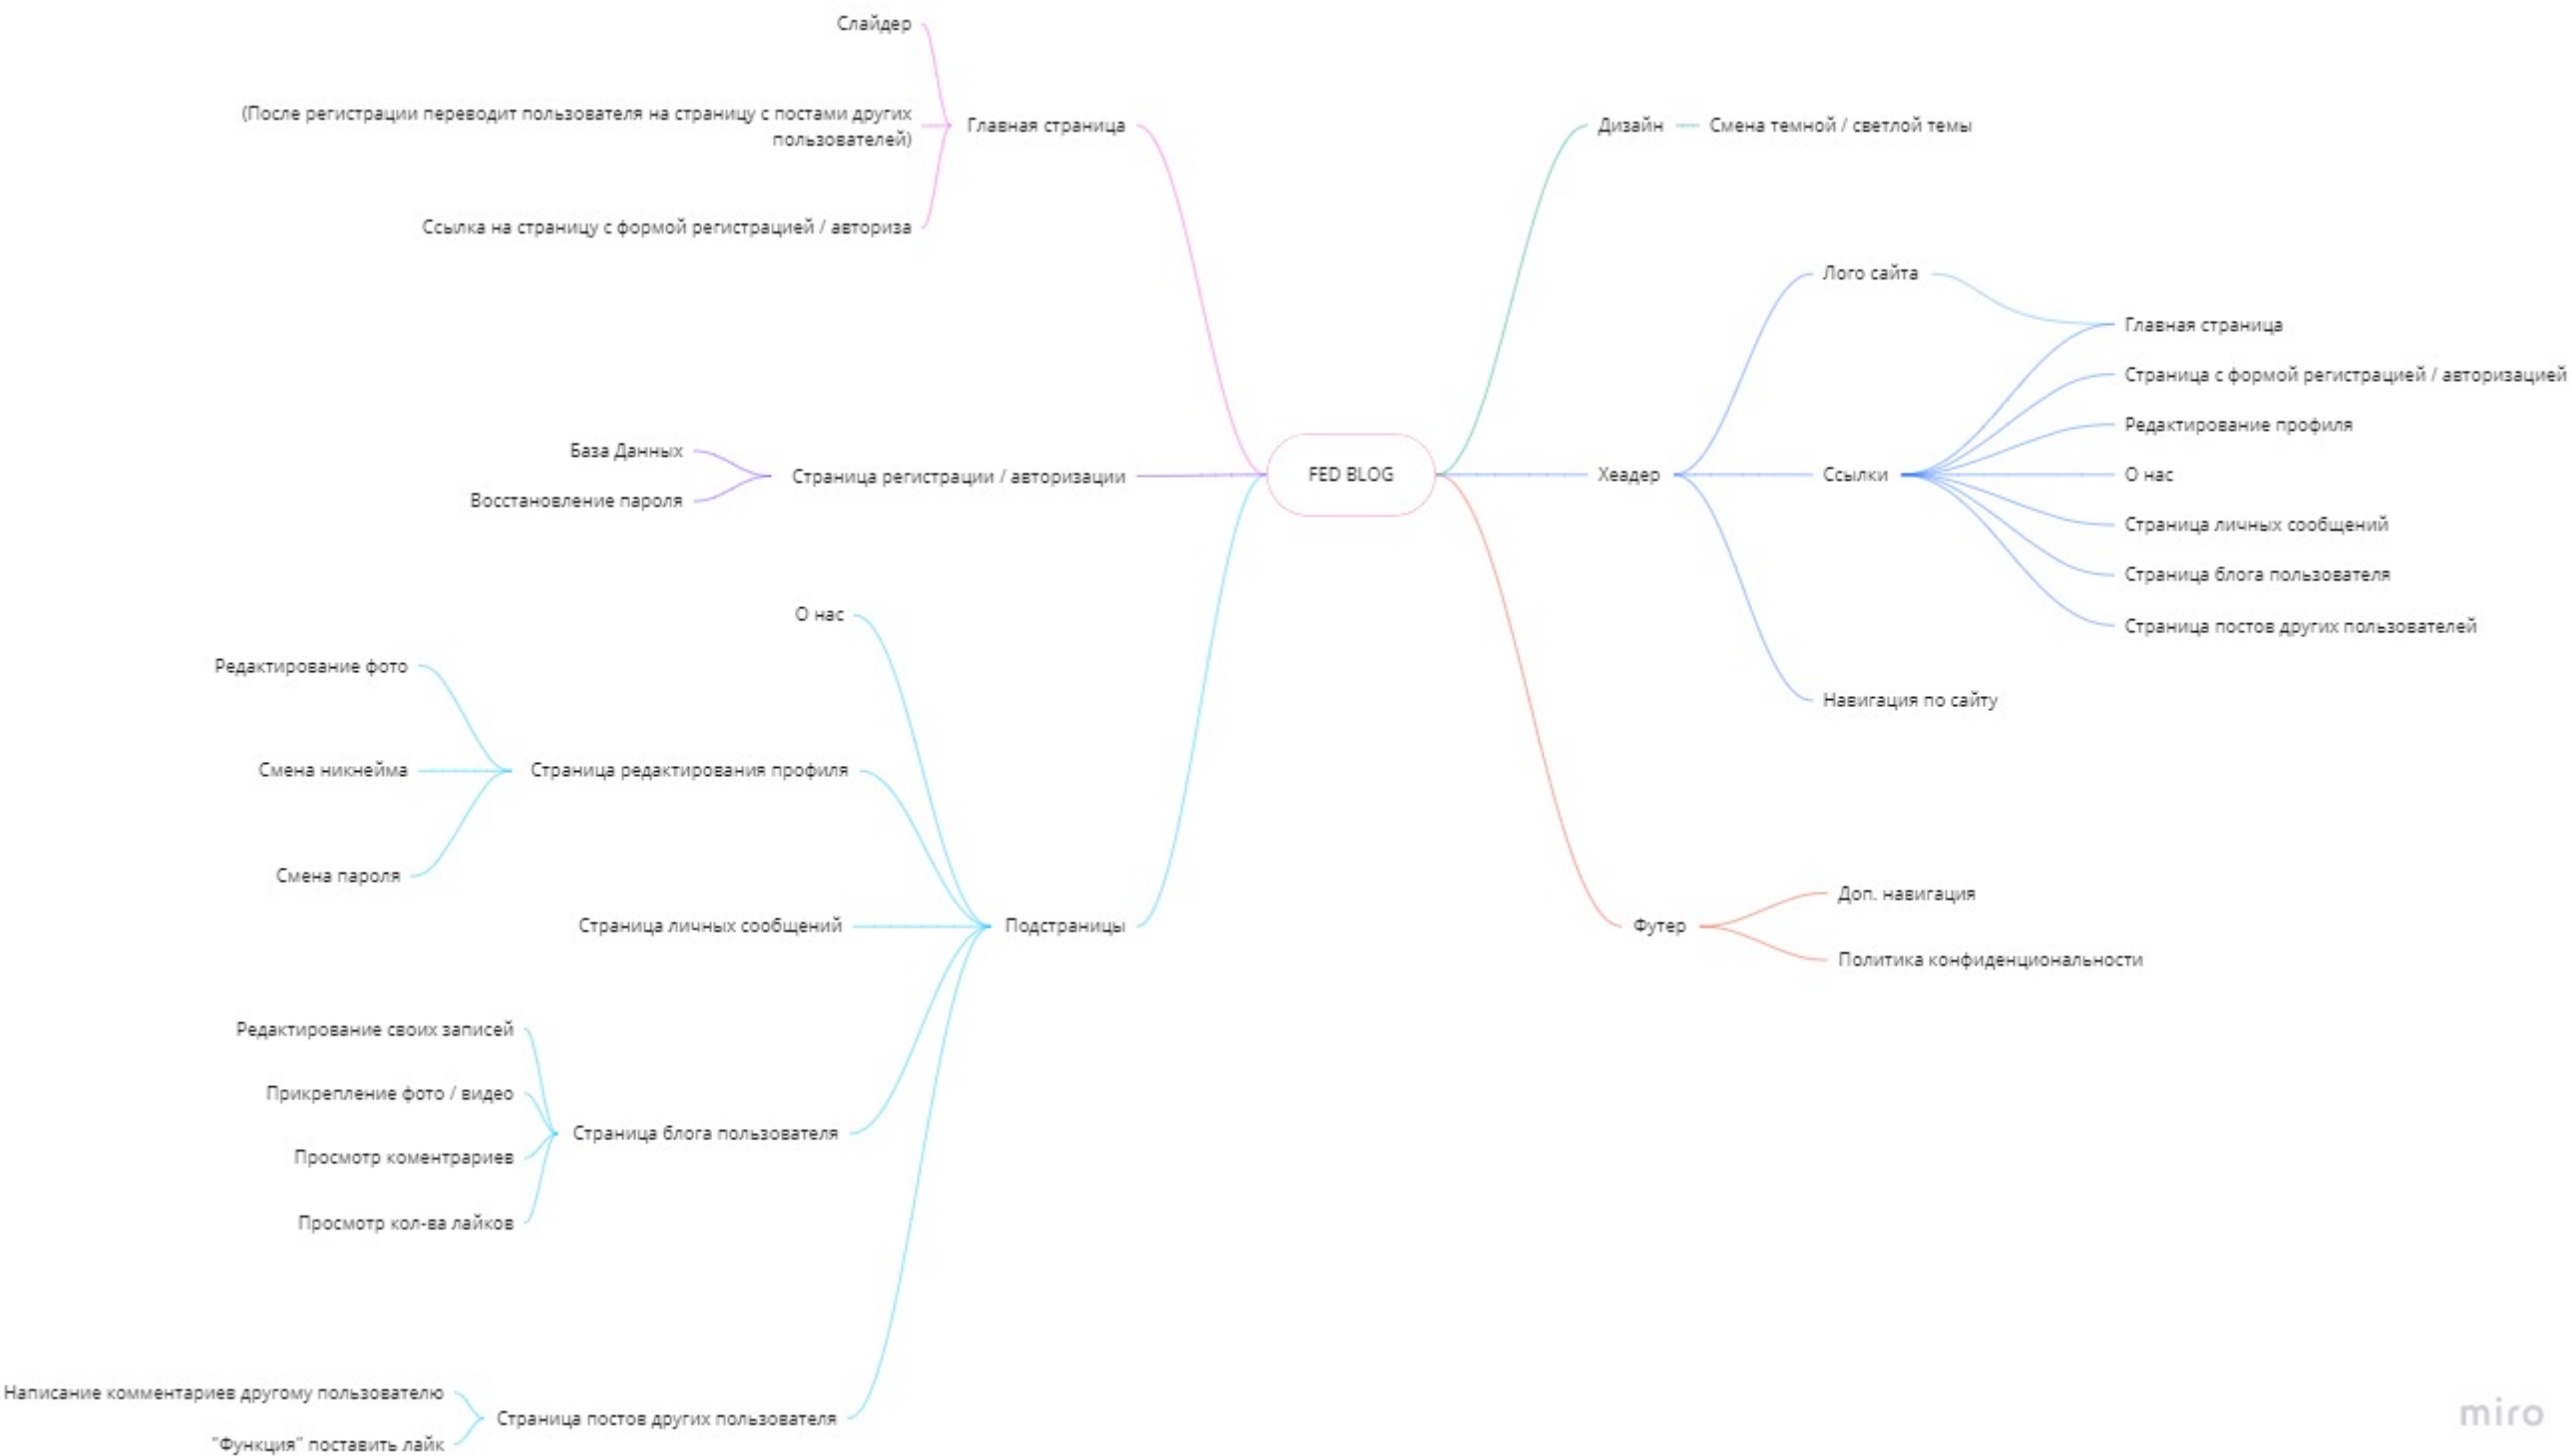 Слайдер
(После регистрации переводит пользователя на страницу с постами других
пользователей)
Ссылка на страницу с формой регистрацией / авториза
Главная страница
База Данных
Восстановление пароля
Страница регистрации / авторизации
О нас
Редактирование фото
Смена никнейма
Смена пароля
Страница редактирования профиля
Страница личных сообщений
Подстраницы
Редактирование своих записей
Прикрепление фото / видео
Просмотр коментрариев
Просмотр кол-ва лайков
Страница блога пользователя
Написание комментариев другому пользователю
"Функция" поставить лайк
Страница постов других пользователя
FED BLOG
Дизайн
Смена темной / светлой темы
Хеадер
Лого сайта
Ссылки
Главная страница
Страница с формой регистрацией / авторизацией
Редактирование профиля
О нас
Страница личных сообщений
Страница блога пользователя
Страница постов других пользователей
Навигация по сайту
Футер
Доп. навигация
Политика конфиденциональности
miro